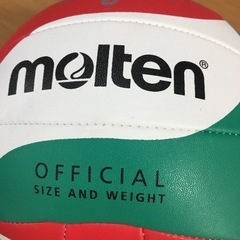 molten®
OFFICIAL
SIZE AND WEIGHT